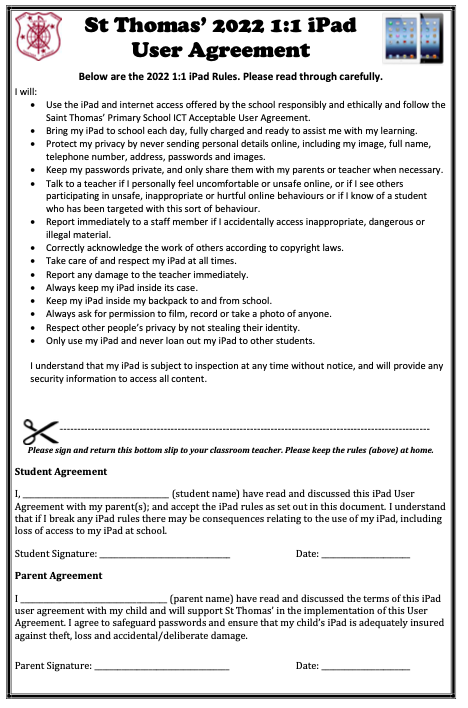 St Thomas' 2022 1:1 iPad
User Agreement
Below are the 2022 1:1 iPad Rules. Please read through carefully.
I will:
• Use the iPad and internet access offered by the school responsibly and ethically and follow the
Saint Thomas' Primary School ICT Acceptable User Agreement.
• Bring my iPad to school each day, fully charged and ready to assist me with my learning.
• Protect my privacy by never sending personal details online, including my image, full name,
telephone number, address, passwords and images.
• Keep my passwords private, and only share them with my parents or teacher when necessary.
• Talk to a teacher if I personally feel uncomfortable or unsafe online, or if I see others
participating in unsafe, inappropriate or hurtful online behaviours or if I know of a student
who has been targeted with this sort of behaviour.
• Report immediately to a staff member if I accidentally access inappropriate, dangerous or
illegal material.
• Correctly acknowledge the work of others according to copyright laws.
• Take care of and respect my iPad at all times.
• Report any damage to the teacher immediately.
• Always keep my iPad inside its case.
• Keep my iPad inside my backpack to and from school.
• Always ask for permission to film, record or take a photo of anyone.
• Respect other people's privacy by not stealing their identity.
• Only use my iPad and never loan out my iPad to other students.
I understand that my iPad is subject to inspection at any time without notice, and will provide any
security information to access all content.
Please sign and return this bottom slip to your classroom teacher. Please keep the rules (above) at home.
Student Agreement
I, ______________________________ (student name) have read and discussed this iPad User
Agreement with my parent(s); and accept the iPad rules as set out in this document. I understand
that if I break any iPad rules there may be consequences relating to the use of my iPad, including
loss of access to my iPad at school.
Student Signature: ___________________________ Date: __________________
Parent Agreement
I ______________________________ (parent name) have read and discussed the terms of this iPad
user agreement with my child and will support St Thomas' in the implementation of this User
Agreement. I agree to safeguard passwords and ensure that my child's iPad is adequately insured
against theft, loss and accidental/deliberate damage.
Parent Signature: ____________________________ Date: __________________